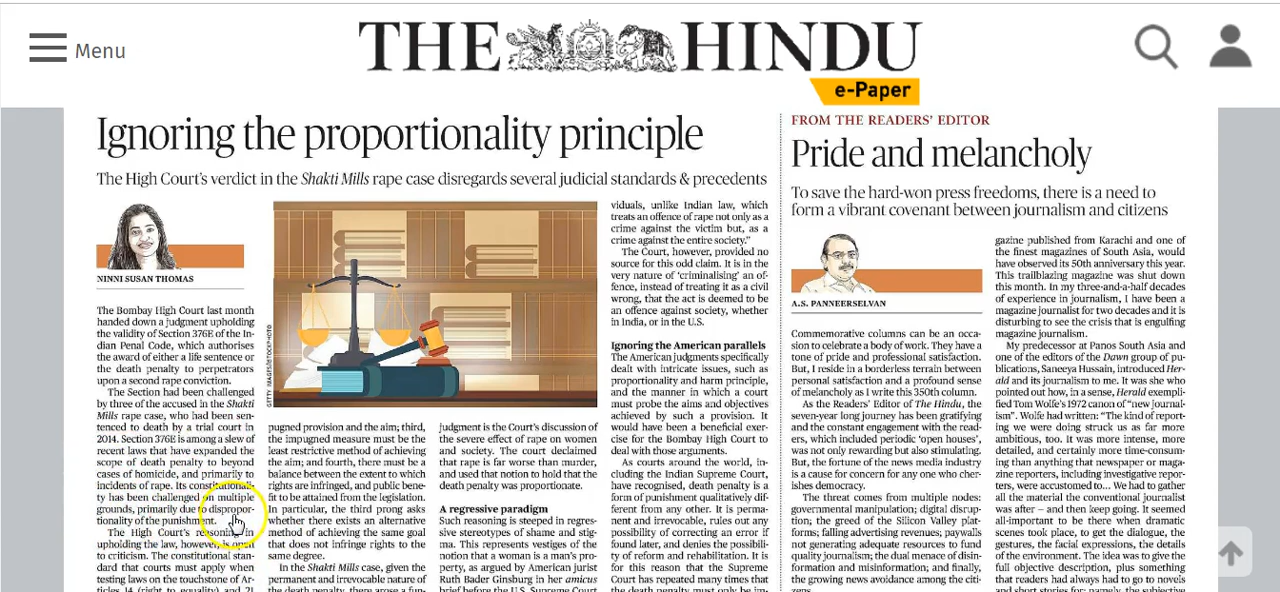 Menu
THE HINDU
e-Paper
Ignoring the proportionality principle
The High Court's verdict in the Shakti Mills rape case disregards several judicial standards & precedents
NINNI SUSAN THOMAS
The Bombay High Court last month
handed down a judgment upholding
the validity of Section 376E of the In-
dian Penal Code, which authorises
the award of either a life sentence or
the death penalty to perpetrators
upon a second rape conviction.
The Section had been challenged
by three of the accused in the Shakti
Mills rape case, who had been sen-
tenced to death by a trial court in
2014. Section 376E is among a slew of
recent laws that have expanded the
scope of death penalty to beyond
cases of homicide, and primarily to
incidents of rape. Its constitutionali-
ty has been challenged on multiple
grounds, primarily due to dispropor-
tionality of the punishment.
The High Court's reasoning in
upholding the law, however, is open
to criticism. The constitutional stan-
dard that courts must apply when
testing laws on the touchstone of Ar-
ticles 14 (right to equality) and 21
GETTY IMAGES/ISTOCKPHOTO
pugned provision and the aim; third,
the impugned measure must be the
least restrictive method of achieving
the aim; and fourth, there must be a
balance between the extent to which
rights are infringed, and public bene-
fit to be attained from the legislation.
In particular, the third prong asks
whether there exists an alternative
method of achieving the same goal
that does not infringe rights to the
same degree.
In the Shakti Mills case, given the
permanent and irrevocable nature of
the death penalty, there arose a fun-
judgment is the Court's discussion of
the severe effect of rape on women
and society. The court declaimed
that rape is far worse than murder,
and used that notion to hold that the
death penalty was proportionate.
A regressive paradigm
Such reasoning is steeped in regres-
sive stereotypes of shame and stig-
ma. This represents vestiges of the
notion that a woman is a man's pro-
perty, as argued by American jurist
Ruth Bader Ginsburg in her amicus
brief before the U.S. Supreme Court
viduals, unlike Indian law, which
treats an offence of rape not only as a
crime against the victim but, as a
crime against the entire society."
The Court, however, provided no
source for this odd claim. It is in the
very nature of 'criminalising' an of-
fence, instead of treating it as a civil
wrong, that the act is deemed to be
an offence against society, whether
in India, or in the U.S.
Ignoring the American parallels
The American judgments specifically
dealt with intricate issues, such as
proportionality and harm principle,
and the manner in which a court
must probe the aims and objectives
achieved by such a provision. It
would have been a beneficial exer-
cise for the Bombay High Court to
deal with those arguments.
As courts around the world, in-
cluding the Indian Supreme Court,
have recognised, death penalty is a
form of punishment qualitatively dif-
ferent from any other. It is perma-
nent and irrevocable, rules out any
possibility of correcting an error if
found later, and denies the possibili-
ty of reform and rehabilitation. It is
for this reason that the Supreme
Court has repeated many times that
the death penalty must only be im-
FROM THE READERS' EDITOR
Pride and melancholy
To save the hard-won press freedoms, there is a need to
form a vibrant covenant between journalism and citizens
A.S. PANNEERSELVAN
Commemorative columns can be an occa-
sion to celebrate a body of work. They have a
tone of pride and professional satisfaction.
But, I reside in a borderless terrain between
personal satisfaction and a profound sense
of melancholy as I write this 350th column.
As the Readers' Editor of The Hindu, the
seven-year long journey has been gratifying
and the constant engagement with the read-
ers, which included periodic 'open houses',
was not only rewarding but also stimulating.
But, the fortune of the news media industry
is a cause for concern for any one who cher-
ishes democracy.
The threat comes from multiple nodes:
governmental manipulation; digital disrup-
tion; the greed of the Silicon Valley plat-
forms; falling advertising revenues; paywalls
not generating adequate resources to fund
quality journalism; the dual menace of disin-
formation and misinformation; and finally,
the growing news avoidance among the citi-
zens.
gazine published from Karachi and one of
the finest magazines of South Asia, would
have observed its 50th anniversary this year.
This trailblazing magazine was shut down
this month. In my three-and-a-half decades
of experience in journalism, I have been a
magazine journalist for two decades and it is
disturbing to see the crisis that is engulfing
magazine journalism.
My predecessor at Panos South Asia and
one of the editors of the Dawn group of pu-
blications, Saneeya Hussain, introduced Her-
ald and its journalism to me. It was she who
pointed out how, in a sense, Herald exempli-
fied Tom Wolfe's 1972 canon of "new journal-
ism". Wolfe had written: "The kind of report-
ing we were doing struck us as far more
ambitious, too. It was more intense, more
detailed, and certainly more time-consum-
ing than anything that newspaper or maga-
zine reporters, including investigative repor-
ters, were accustomed to... We had to gather
all the material the conventional journalist
was after – and then keep going. It seemed
all-important to be there when dramatic
scenes took place, to get the dialogue, the
gestures, the facial expressions, the details
of the environment. The idea was to give the
full objective description, plus something
that readers had always had to go to novels
and short stories for: namely, the subjective